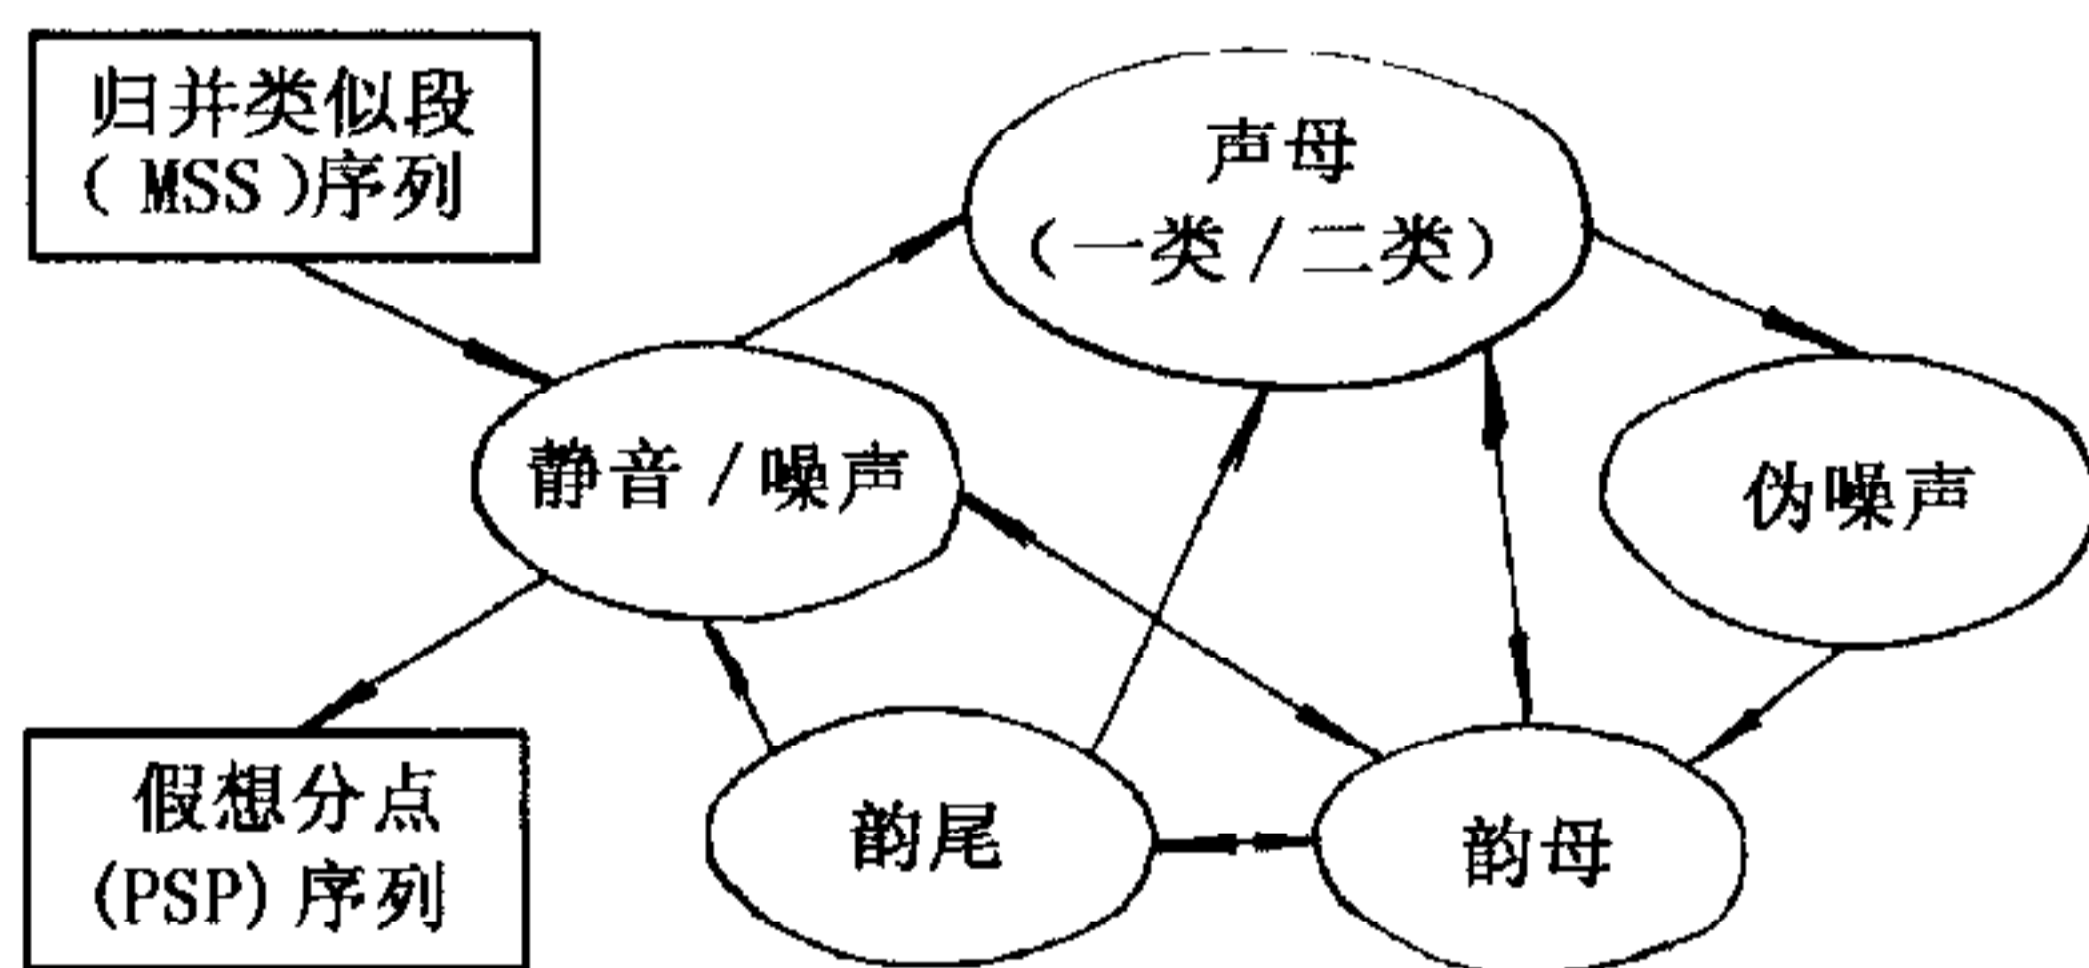 归并类似段
( MSS )序列
声母
(一类/二类)
静音/噪声
伪噪声
假想分点
(PSP) 序列
韵尾
韵母